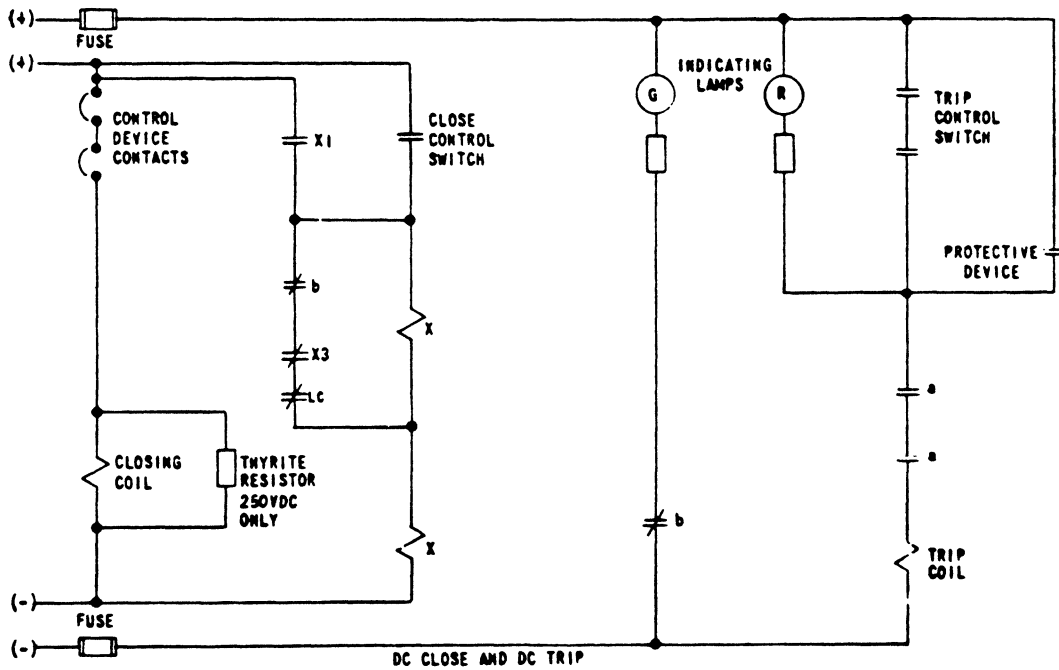 (+)
FUSE
(+)
CONTROL
DEVICE
CONTACTS
X1
CLOSE
CONTROL
SWITCH
G
INDICATING
LAMPS
R
TRIP
CONTROL
SWITCH
PROTECTIVE
DEVICE
b
X
X3
LC
a
a
CLOSING
COIL
THYRITE
RESISTOR
250VDC
ONLY
X
b
TRIP
COIL
(-)
FUSE
(-)
DC CLOSE AND DC TRIP